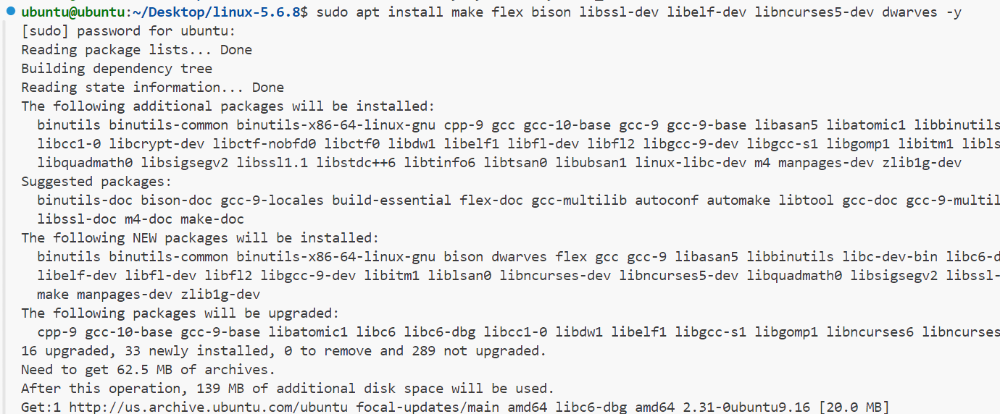 ubuntu@ubuntu:~/Desktop/linux-5.6.8$ sudo apt install make flex bison libssl-dev libelf-dev libncurses5-dev dwarves -y
[sudo] password for ubuntu:
Reading package lists... Done
Building dependency tree
Reading state information... Done
The following additional packages will be installed:
binutils binutils-common binutils-x86-64-linux-gnu cpp-9 gcc gcc-10-base gcc-9 gcc-9-base libasan5 libatomic1 libbinutils
libcc1-0 libcrypt-dev libctf-nobfd0 libctf0 libdw1 libelf1 libfl-dev libfl2 libgcc-9-dev libgcc-s1 libgomp1 libitm1 libls
libquadmath0 libsigsegv2 libssl1.1 libstdc++6 libtinfo6 libtsan0 libubsan1 linux-libc-dev m4 manpages-dev zlib1g-dev
Suggested packages:
binutils-doc bison-doc gcc-9-locales build-essential flex-doc gcc-multilib autoconf automake libtool gcc-doc gcc-9-multil
libssl-doc m4-doc make-doc
The following NEW packages will be installed:
binutils binutils-common binutils-x86-64-linux-gnu bison dwarves flex gcc gcc-9 libasan5 libbinutils libc-dev-bin libc6-d
libelf-dev libfl-dev libfl2 libgcc-9-dev libitm1 liblsan0 libncurses-dev libncurses5-dev libquadmath0 libsigsegv2 libssl-
make manpages-dev zlib1g-dev
The following packages will be upgraded:
cpp-9 gcc-10-base gcc-9-base libatomic1 libc6 libc6-dbg libcc1-0 libdw1 libelf1 libgcc-s1 libgomp1 libncurses6 libncurses
16 upgraded, 33 newly installed, 0 to remove and 289 not upgraded.
Need to get 62.5 MB of archives.
After this operation, 139 MB of additional disk space will be used.
Get:1 http://us.archive.ubuntu.com/ubuntu focal-updates/main amd64 libc6-dbg amd64 2.31-0ubuntu9.16 [20.0 MB]